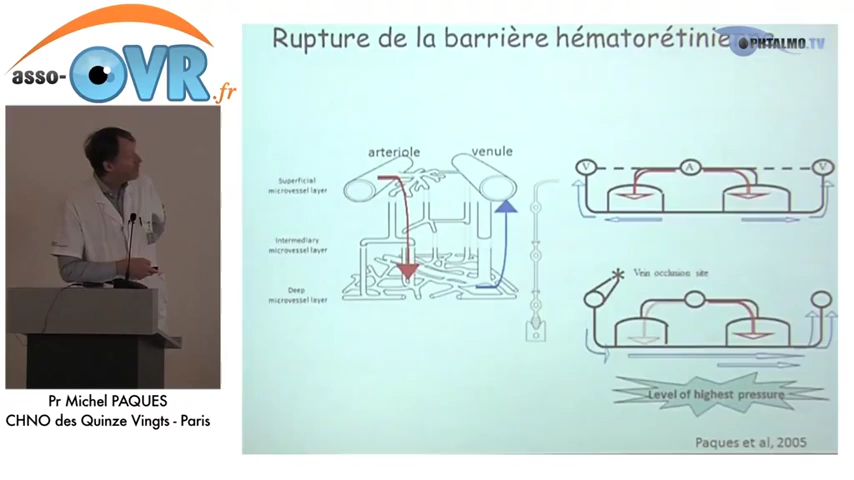 asso-OVR.fr
Pr Michel PAQUES
CHNO des Quinze Vingts - Paris
Rupture de la barrière hématorétinie
OPHTALMO.TV
arteriole
venule
Superficial
microvessel layer
Intermediary
microvessel layer
Deep
microvessel layer
V
A
V
Vein occlusion site
Level of highest pressure
Paques et al, 2005